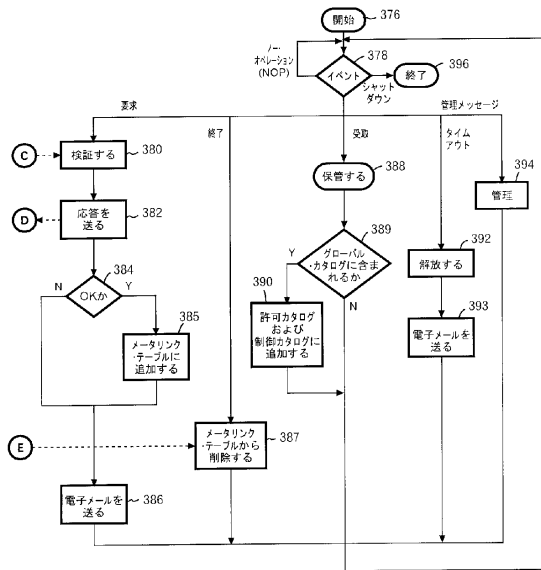 開始
376
ノー・
オペレーション
(NOP)
378
イベント
シャット
ダウン
終了
396
要求
終了
受取
タイム
アウト
管理メッセージ
C
検証する
380
保管する
388
管理
394
D
応答を
送る
382
グローバル
・カタログに含ま
れるか
389
Y
N
解放する
392
384
OKか
N
Y
390
許可カタログ
および
制御カタログに
追加する
電子メールを
送る
393
385
メータリンク
・テーブルに
追加する
E
メータリンク
・テーブルから
削除する
387
電子メールを
送る
386